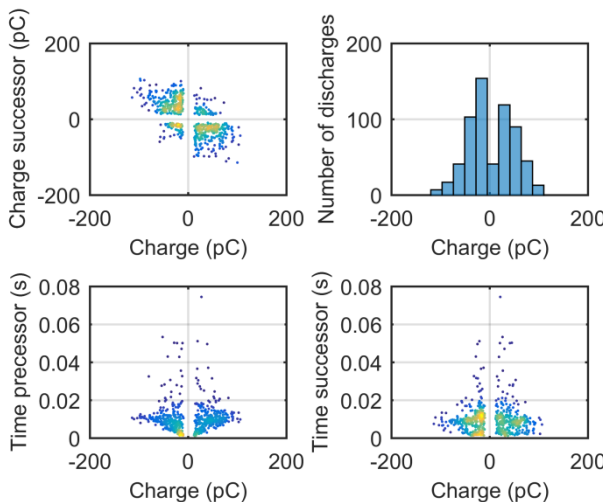 Charge successor (pC)
200
0
-200
-200 0 200
Charge (pC)
Number of discharges
200
100
0
-200 0 200
Charge (pC)
Time precessor (s)
0.08
0.06
0.04
0.02
0
-200 0 200
Charge (pC)
Time successor (s)
0.08
0.06
0.04
0.02
0
-200 0 200
Charge (pC)